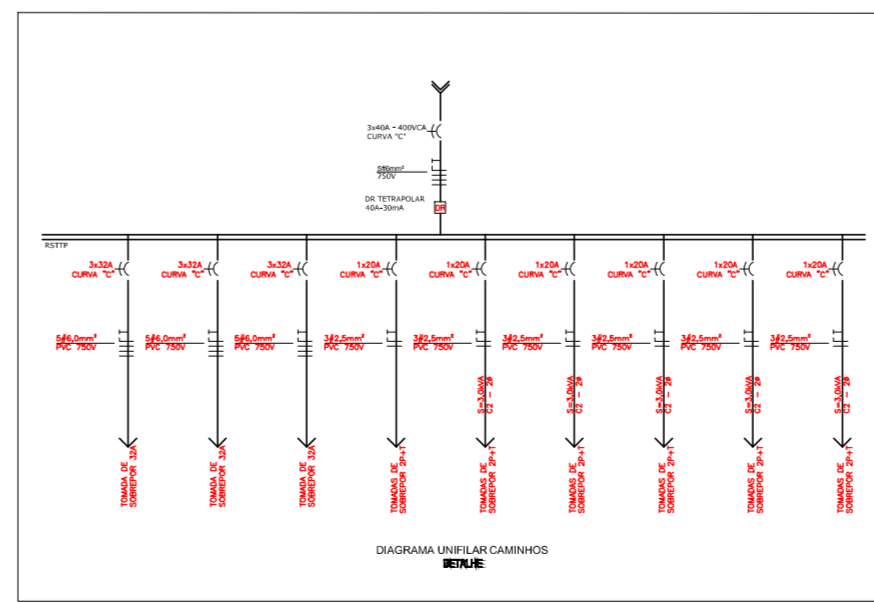 3x40A - 400VCA
CURVA "C"
5#6mm²
750V
DR TETRAPOLAR
40A-30mA
DR
RSTTP
3x32A
CURVA "C"
3x32A
CURVA "C"
3x32A
CURVA "C"
1x20A
CURVA "C"
1x20A
CURVA "C"
1x20A
CURVA "C"
1x20A
CURVA "C"
1x20A
CURVA "C"
1x20A
CURVA "C"
5#6,0mm²
PVC 750V
5#6,0mm²
PVC 750V
5#6,0mm²
PVC 750V
3#2,5mm²
PVC 750V
3#2,5mm²
PVC 750V
3#2,5mm²
PVC 750V
3#2,5mm²
PVC 750V
3#2,5mm²
PVC 750V
3#2,5mm²
PVC 750V
S=3,0kVA
C2 - 2ø
S=3,0kVA
C2 - 2ø
S=3,0kVA
C2 - 2ø
S=3,0kVA
C2 - 2ø
S=3,0kVA
C2 - 2ø
TOMADA DE
SOBREPOR 32A
TOMADA DE
SOBREPOR 32A
TOMADA DE
SOBREPOR 32A
TOMADAS DE
SOBREPOR 2P+T
TOMADAS DE
SOBREPOR 2P+T
TOMADAS DE
SOBREPOR 2P+T
TOMADAS DE
SOBREPOR 2P+T
TOMADAS DE
SOBREPOR 2P+T
TOMADAS DE
SOBREPOR 2P+T
DIAGRAMA UNIFILAR CAMINHOS
DETALHE